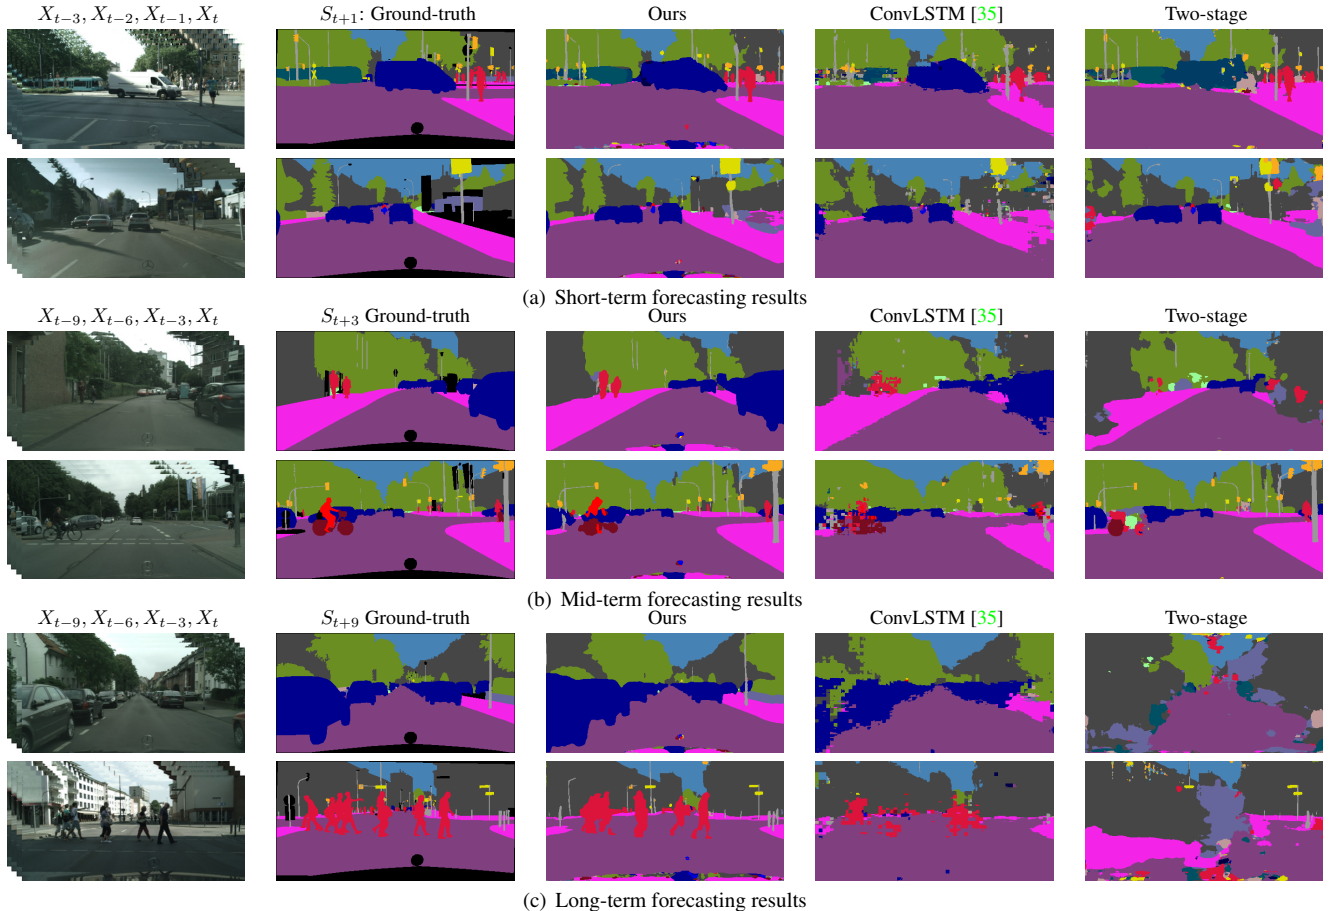 X_{t-3}, X_{t-2}, X_{t-1}, X_t S_{t+1}: Ground-truth Ours ConvLSTM [35] Two-stage
(a) Short-term forecasting results
X_{t-9}, X_{t-6}, X_{t-3}, X_t S_{t+3} Ground-truth Ours ConvLSTM [35] Two-stage
(b) Mid-term forecasting results
X_{t-9}, X_{t-6}, X_{t-3}, X_t S_{t+9} Ground-truth Ours ConvLSTM [35] Two-stage
(c) Long-term forecasting results